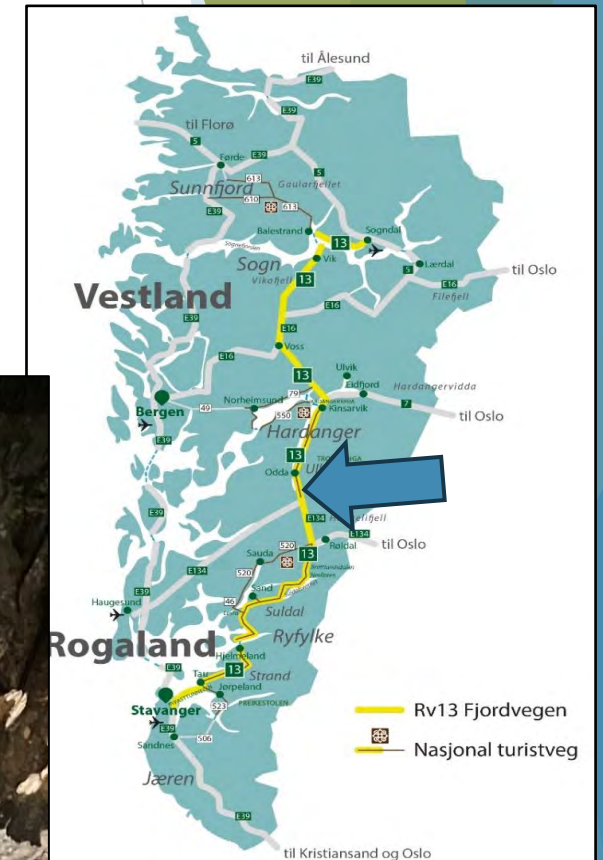 til Ålesund
E39
E39
til Florø
5
5
Førde
E39
613
Sunnfjord
Gaularfjellet
610
613
E39
Balestrand
13
Sogndal
Sognefjorden
Vik
Lærdal
Sogn
5
til Oslo
13
Vikafjell
E16
Filefjell
E16
Vestland
E39
E16
Voss
E16
13
Ulvik
Eidfjord
Hardangervidda
79
Norheimsund
7
Bergen
49
550
Kinsarvik
til Oslo
Hardanger
E39
13
Odda
E39
E134
520
E134
Røldal
til Oslo
Sauda
13
520
E134
Sand
46
Suldal
Haugesund
Ryfylke
Rogaland
Hjelmeland
E39
13
Strand
Tau
Jørpeland
Stavanger
523
PREIKESTOLEN
E39
Sandnes
506
Jæren
E39
til Kristiansand og Oslo
Rv13 Fjordvegen
Nasjonal turistveg